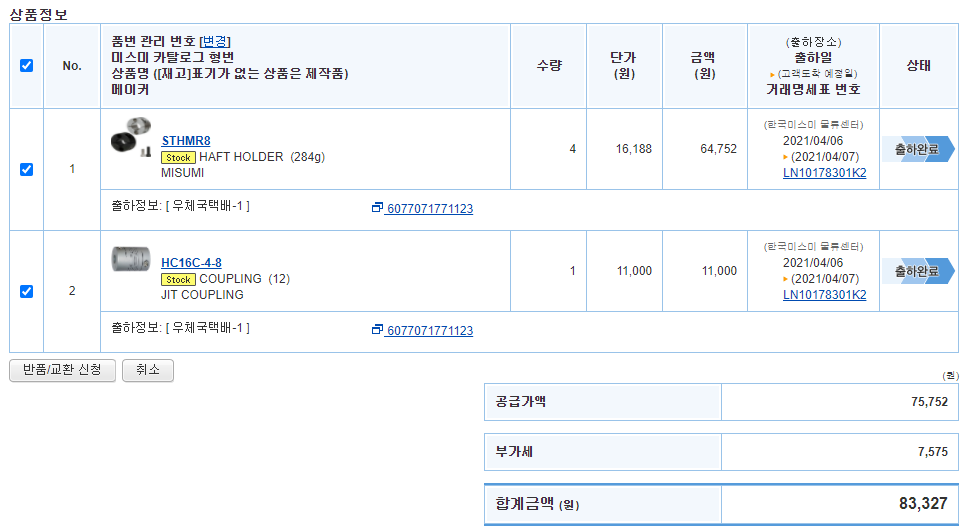 상품정보
No.
품번 관리 번호 [변경]
미스미 카탈로그 형번
상품명 ([재고]표기가 없는 상품은 제작품)
메이커
수량
단가
(원)
금액
(원)
(출하장소)
출하일
(고객도착 예정일)
거래명세표 번호
상태
1
STHMR8
Stock HAFT HOLDER (284g)
MISUMI
4
16,188
64,752
(한국미스미 물류센터)
2021/04/06
(2021/04/07)
LN10178301K2
출하완료
출하정보: [ 우체국택배-1 ]
6077071771123
2
HC16C-4-8
Stock COUPLING (12)
JIT COUPLING
1
11,000
11,000
(한국미스미 물류센터)
2021/04/06
(2021/04/07)
LN10178301K2
출하완료
출하정보: [ 우체국택배-1 ]
6077071771123
반품/교환 신청 취소
(원)
공급가액 75,752
부가세 7,575
합계금액 (원) 83,327